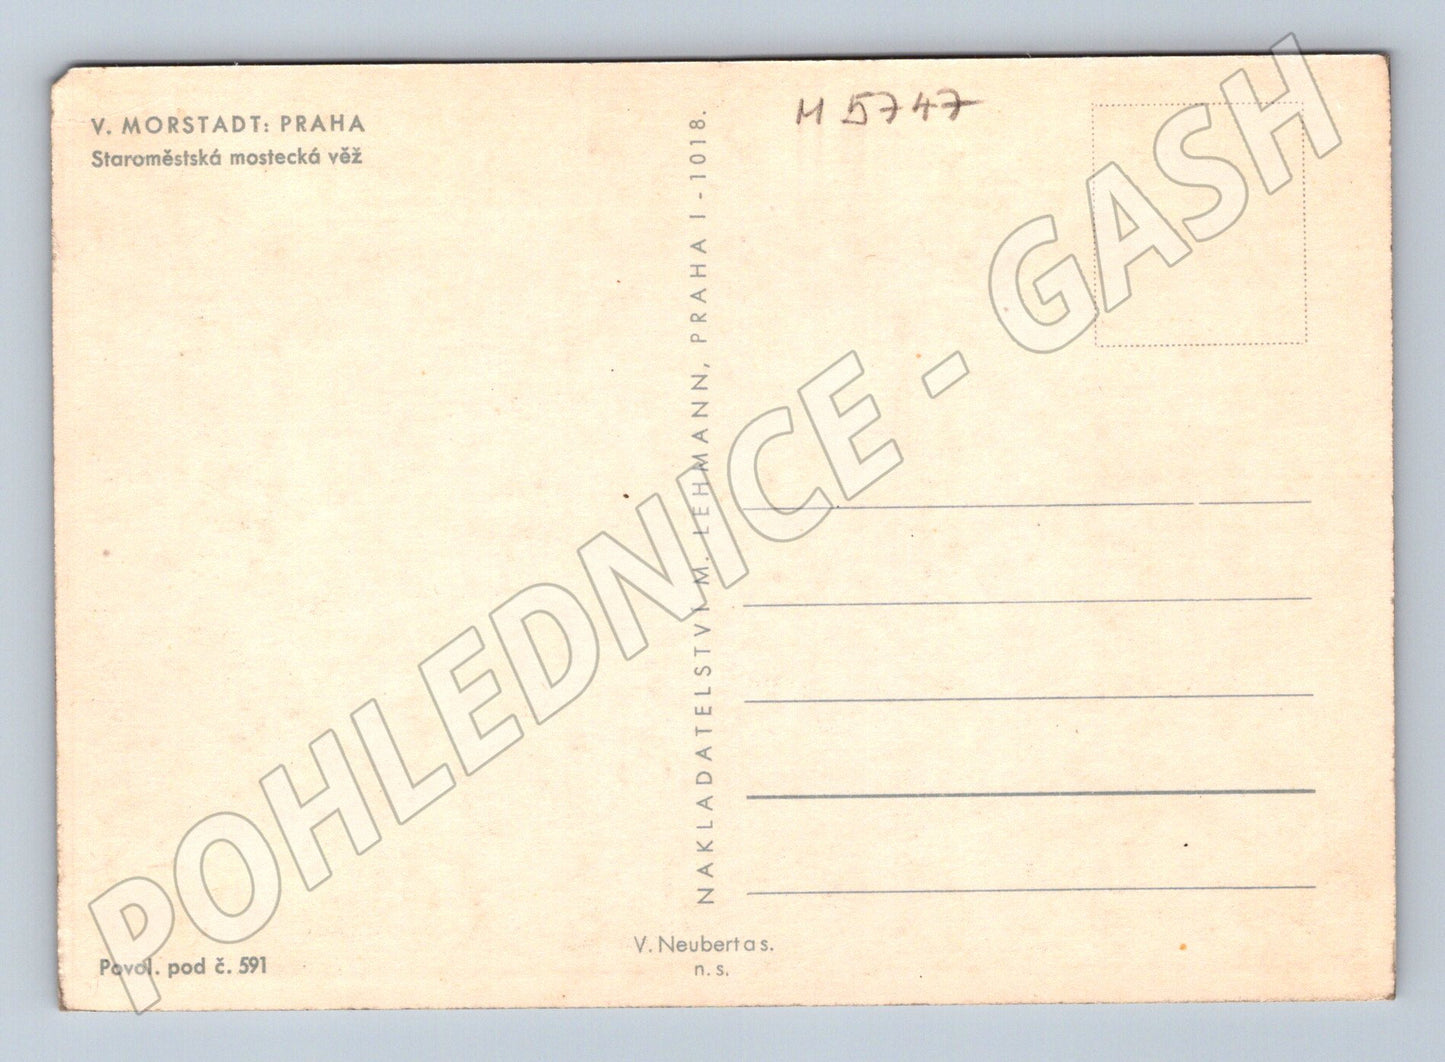 V. MORSTADT: PRAHA
Staroměstská mostecká věž
M 5747
NAKLADATELSTVÍ M. LEHMANN, PRAHA I - 1018.
Povol. pod č. 591
V. Neubert a s.
n. s.
POHLEDNICE - GASH